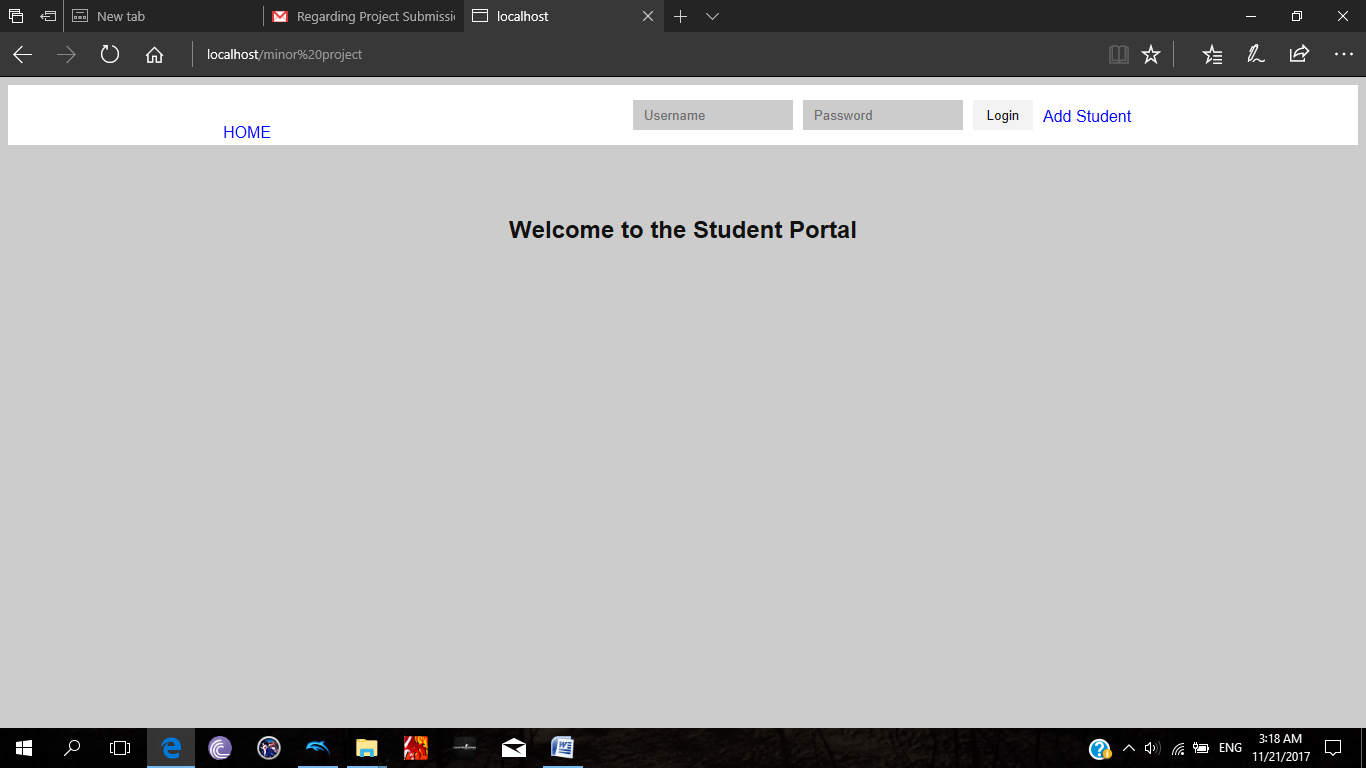 New tab
Regarding Project Submissi
localhost
localhost/minor%20project
HOME
Username
Password
Login
Add Student
Welcome to the Student Portal
ENG
3:18 AM
11/21/2017